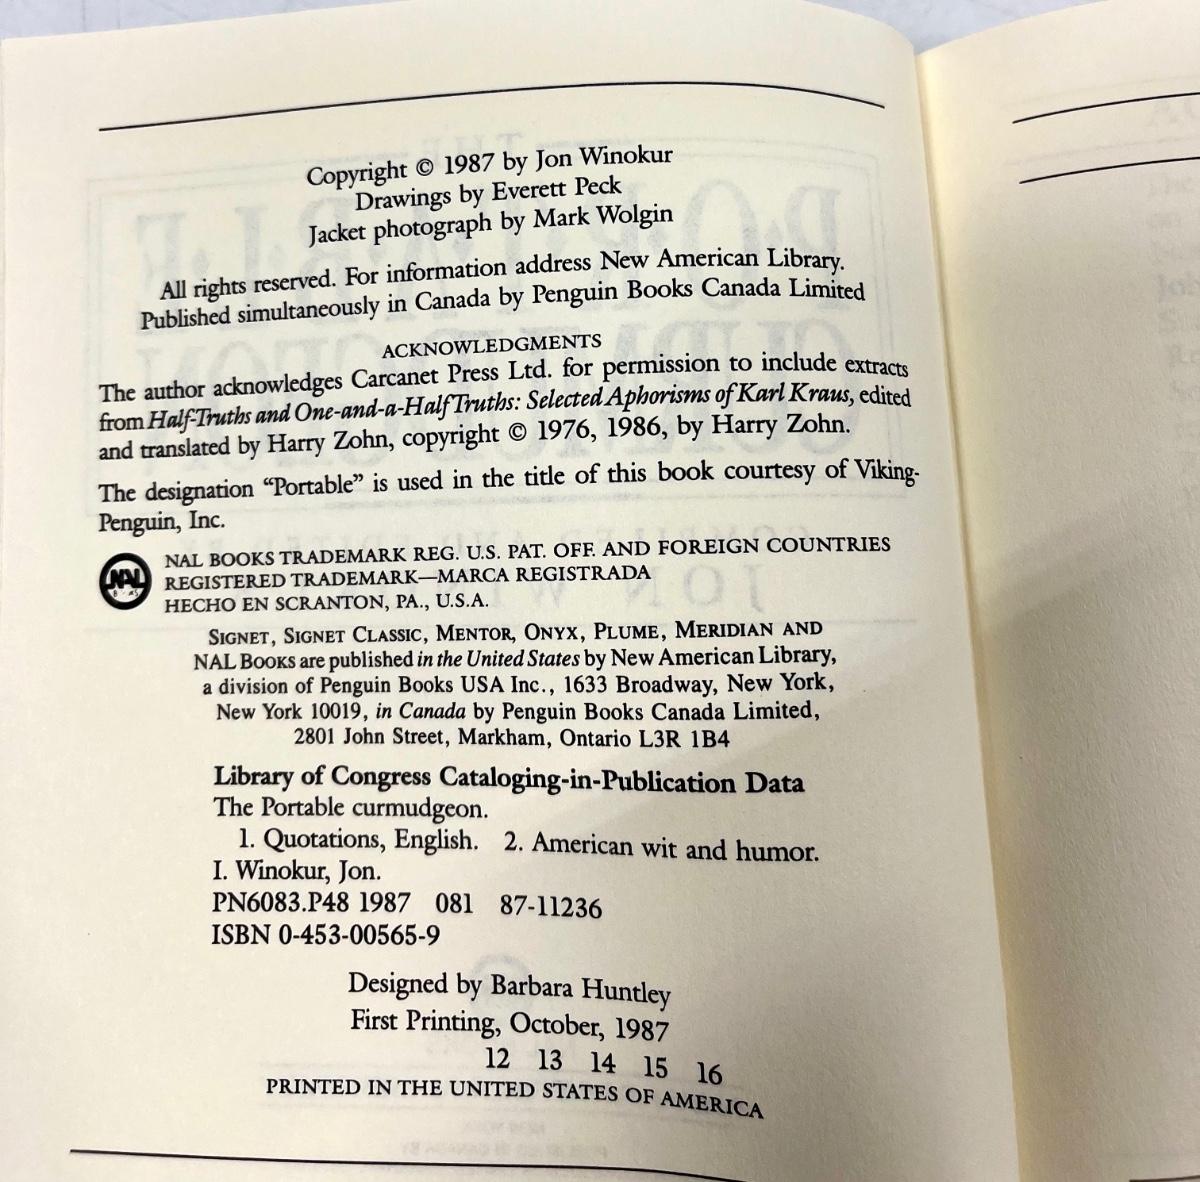 Copyright © 1987 by Jon Winokur
Drawings by Everett Peck
Jacket photograph by Mark Wolgin
All rights reserved. For information address New American Library.
Published simultaneously in Canada by Penguin Books Canada Limited
ACKNOWLEDGMENTS
The author acknowledges Carcanet Press Ltd. for permission to include extracts
from Half-Truths and One-and-a-Half Truths: Selected Aphorisms of Karl Kraus, edited
and translated by Harry Zohn, copyright © 1976, 1986, by Harry Zohn.
The designation “Portable” is used in the title of this book courtesy of Viking-
Penguin, Inc.
NAL
NAL BOOKS TRADEMARK REG. U.S. PAT. OFF. AND FOREIGN COUNTRIES
REGISTERED TRADEMARK—MARCA REGISTRADA
HECHO EN SCRANTON, PA., U.S.A.
SIGNET, SIGNET CLASSIC, MENTOR, ONYX, PLUME, MERIDIAN AND
NAL BOOKS are published in the United States by New American Library,
a division of Penguin Books USA Inc., 1633 Broadway, New York,
New York 10019, in Canada by Penguin Books Canada Limited,
2801 John Street, Markham, Ontario L3R 1B4
Library of Congress Cataloging-in-Publication Data
The Portable curmudgeon.
1. Quotations, English. 2. American wit and humor.
I. Winokur, Jon.
PN6083.P48 1987 081 87-11236
ISBN 0-453-00565-9
Designed by Barbara Huntley
First Printing, October, 1987
12 13 14 15 16
PRINTED IN THE UNITED STATES OF AMERICA